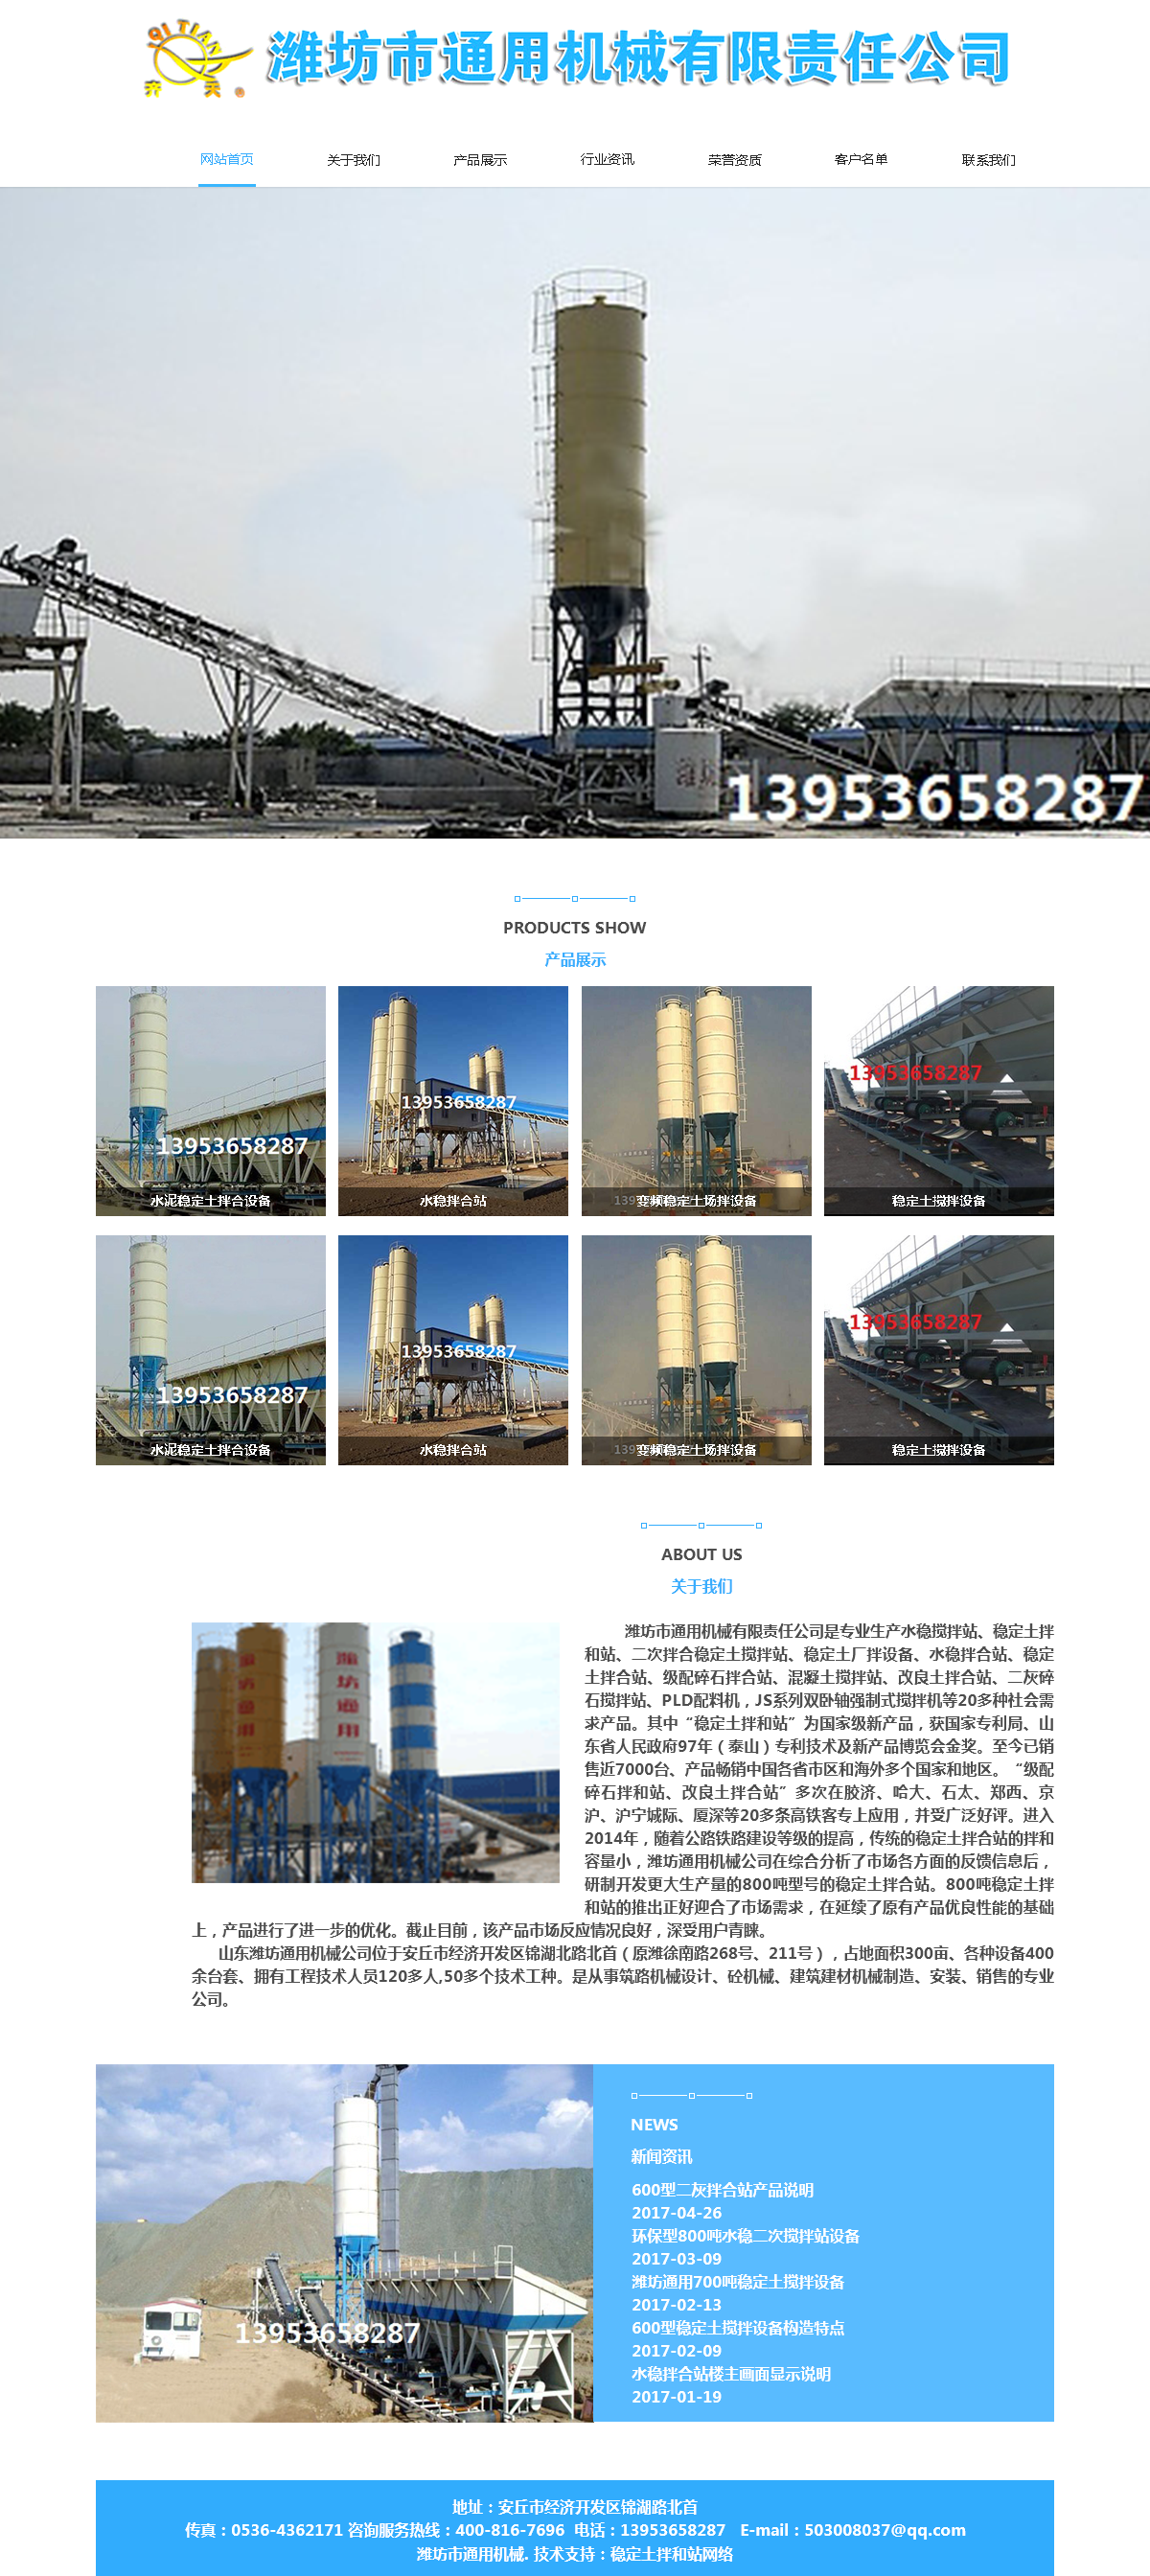 QI TIAN
齐天
潍坊市通用机械有限责任公司
网站首页 关于我们 产品展示 行业资讯 荣誉资质 客户名单 联系我们
13953658287
PRODUCTS SHOW
产品展示
13953658287
水泥稳定土拌合设备
13953658287
水稳拌合站
变频稳定土场拌设备
13953658287
稳定土搅拌设备
13953658287
水泥稳定土拌合设备
13953658287
水稳拌合站
变频稳定土场拌设备
13953658287
稳定土搅拌设备
ABOUT US
关于我们
潍坊通用
潍坊市通用机械有限责任公司是专业生产水稳搅拌站、稳定土拌
和站、二次拌合稳定土搅拌站、稳定土厂拌设备、水稳拌合站、稳定
土拌合站、级配碎石拌合站、混凝土搅拌站、改良土拌合站、二灰碎
石搅拌站、PLD配料机，JS系列双卧轴强制式搅拌机等20多种社会需
求产品。其中“稳定土拌和站”为国家级新产品，获国家专利局、山
东省人民政府97年（泰山）专利技术及新产品博览会金奖。至今已销
售近7000台、产品畅销中国各省市区和海外多个国家和地区。“级配
碎石拌和站、改良土拌合站”多次在胶济、哈大、石太、郑西、京
沪、沪宁城际、厦深等20多条高铁客专上应用，并受广泛好评。进入
2014年，随着公路铁路建设等级的提高，传统的稳定土拌合站的拌和
容量小，潍坊通用机械公司在综合分析了市场各方面的反馈信息后，
研制开发更大生产量的800吨型号的稳定土拌合站。800吨稳定土拌
和站的推出正好迎合了市场需求，在延续了原有产品优良性能的基础
上，产品进行了进一步的优化。截止目前，该产品市场反应情况良好，深受用户青睐。
山东潍坊通用机械公司位于安丘市经济开发区锦湖北路北首（原潍徐南路268号、211号），占地面积300亩、各种设备400
余台套、拥有工程技术人员120多人,50多个技术工种。是从事筑路机械设计、砼机械、建筑建材机械制造、安装、销售的专业
公司。
13953658287
NEWS
新闻资讯
600型二灰拌合站产品说明
2017-04-26
环保型800吨水稳二次搅拌站设备
2017-03-09
潍坊通用700吨稳定土搅拌设备
2017-02-13
600型稳定土搅拌设备构造特点
2017-02-09
水稳拌合站楼主画面显示说明
2017-01-19
地址：安丘市经济开发区锦湖路北首
传真：0536-4362171 咨询服务热线：400-816-7696 电话：13953658287 E-mail：503008037@qq.com
潍坊市通用机械. 技术支持：稳定土拌和站网络